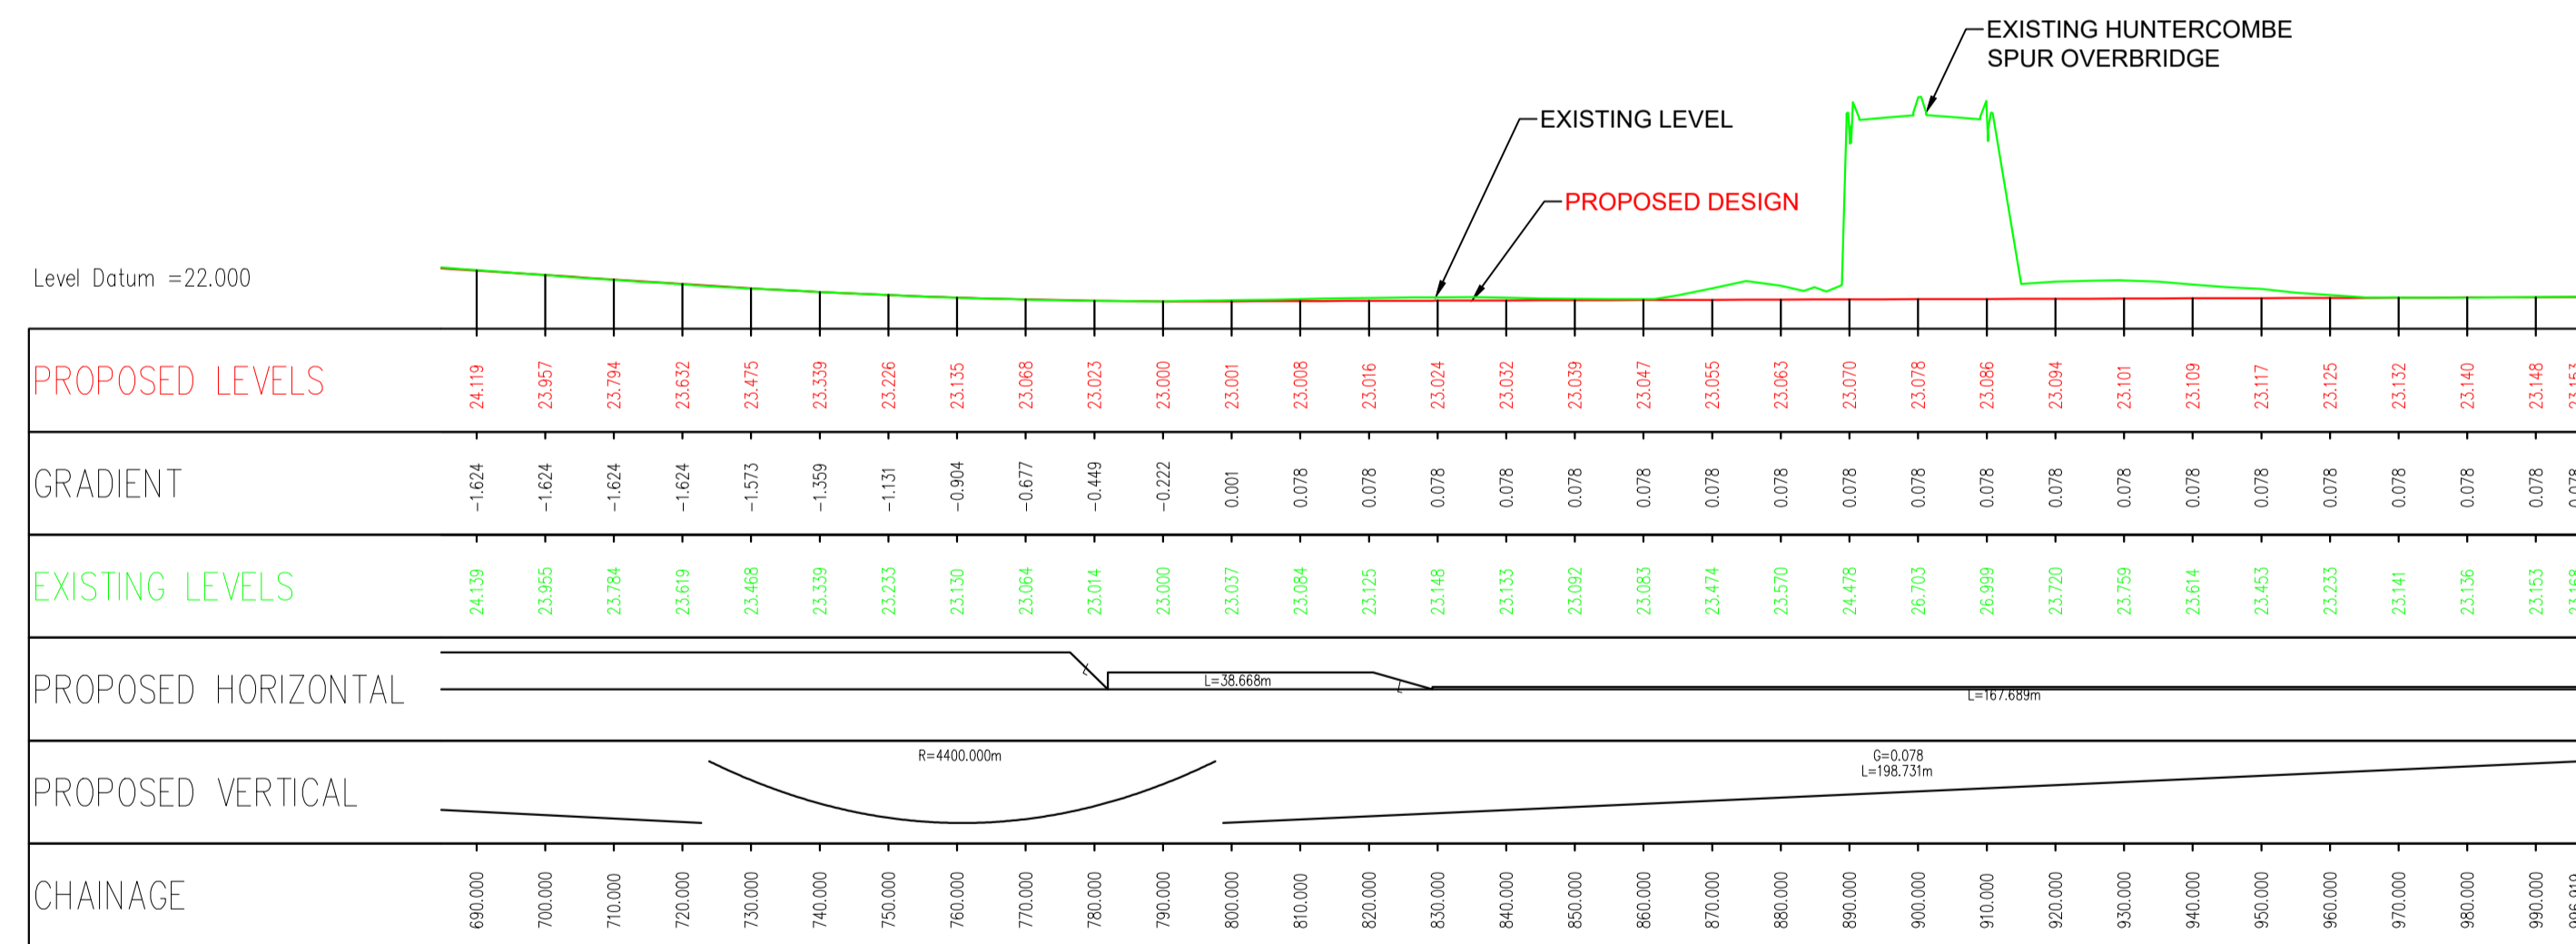 EXISTING HUNTERCOMBE
SPUR OVERBRIDGE
EXISTING LEVEL
PROPOSED DESIGN
Level Datum =22.000
PROPOSED LEVELS 24.119 23.957 23.794 23.632 23.475 23.339 23.226 23.135 23.068 23.023 23.000 23.001 23.008 23.016 23.024 23.032 23.039 23.047 23.055 23.063 23.070 23.078 23.086 23.094 23.101 23.109 23.117 23.125 23.132 23.140 23.148 23.153
GRADIENT -1.624 -1.624 -1.624 -1.624 -1.573 -1.359 -1.131 -0.904 -0.677 -0.449 -0.222 0.001 0.078 0.078 0.078 0.078 0.078 0.078 0.078 0.078 0.078 0.078 0.078 0.078 0.078 0.078 0.078 0.078 0.078 0.078 0.078 0.078
EXISTING LEVELS 24.139 23.955 23.784 23.619 23.468 23.339 23.233 23.130 23.064 23.014 23.000 23.037 23.084 23.125 23.148 23.133 23.092 23.083 23.474 23.570 24.478 26.703 26.999 23.720 23.759 23.614 23.453 23.233 23.141 23.136 23.153 23.168
PROPOSED HORIZONTAL L=38.668m L=167.689m
R=4400.000m G=0.078
L=198.731m
PROPOSED VERTICAL
CHAINAGE 690.000 700.000 710.000 720.000 730.000 740.000 750.000 760.000 770.000 780.000 790.000 800.000 810.000 820.000 830.000 840.000 850.000 860.000 870.000 880.000 890.000 900.000 910.000 920.000 930.000 940.000 950.000 960.000 970.000 980.000 990.000